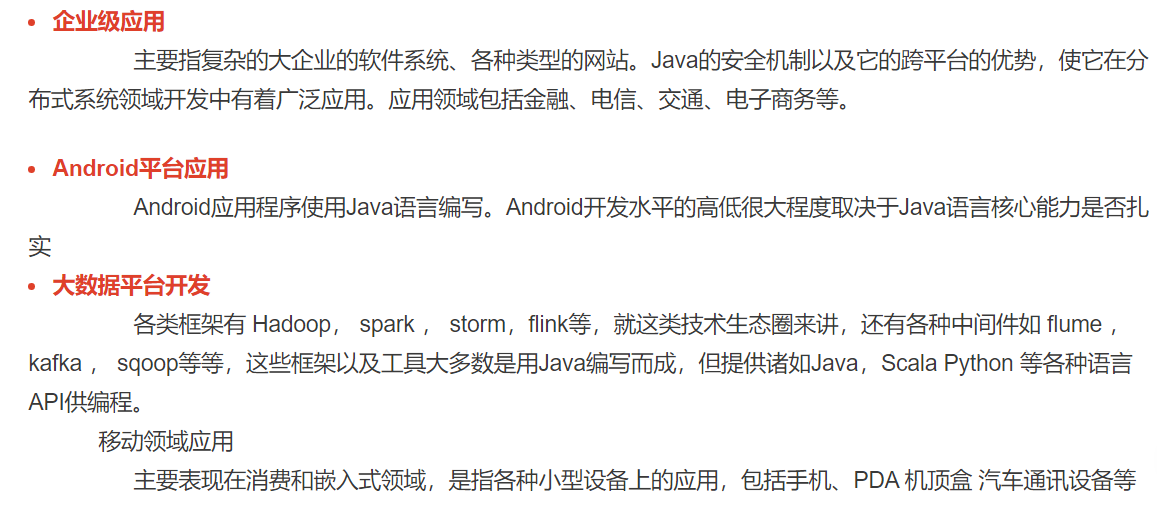 • 企业级应用
主要指复杂的大企业的软件系统、各种类型的网站。Java的安全机制以及它的跨平台的优势，使它在分
布式系统领域开发中有着广泛应用。应用领域包括金融、电信、交通、电子商务等。
• Android平台应用
Android应用程序使用Java语言编写。Android开发水平的高低很大程度取决于Java语言核心能力是否扎
实
• 大数据平台开发
各类框架有 Hadoop， spark ， storm，flink等，就这类技术生态圈来讲，还有各种中间件如 flume ，
kafka ， sqoop等等，这些框架以及工具大多数是用Java编写而成，但提供诸如Java，Scala Python 等各种语言
API供编程。
移动领域应用
主要表现在消费和嵌入式领域，是指各种小型设备上的应用，包括手机、PDA 机顶盒 汽车通讯设备等